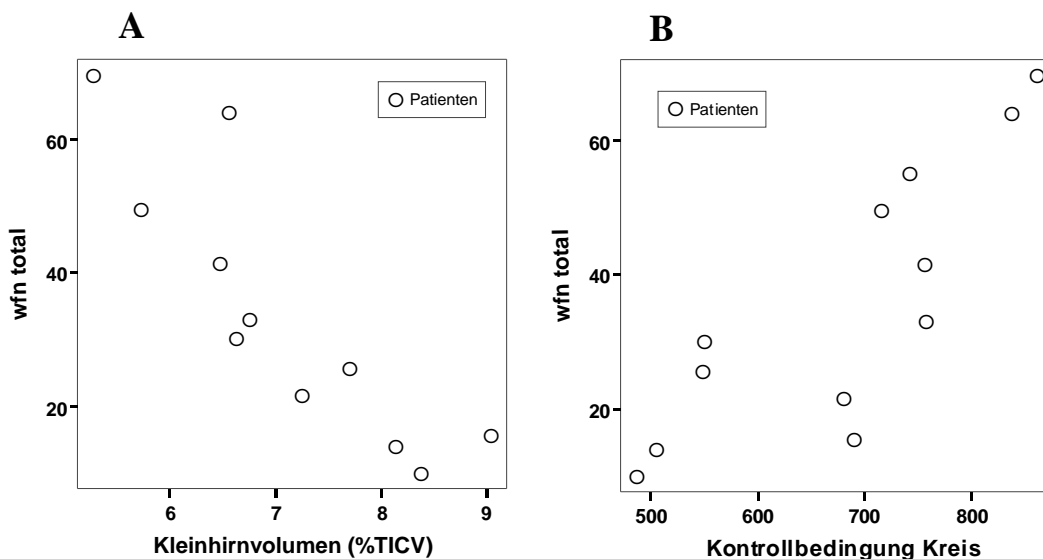 A
Patienten
60
40
20
wfn total
6 7 8 9
Kleinhirnvolumen (%TICV)
B
Patienten
60
40
20
wfn total
500 600 700 800
Kontrollbedingung Kreis